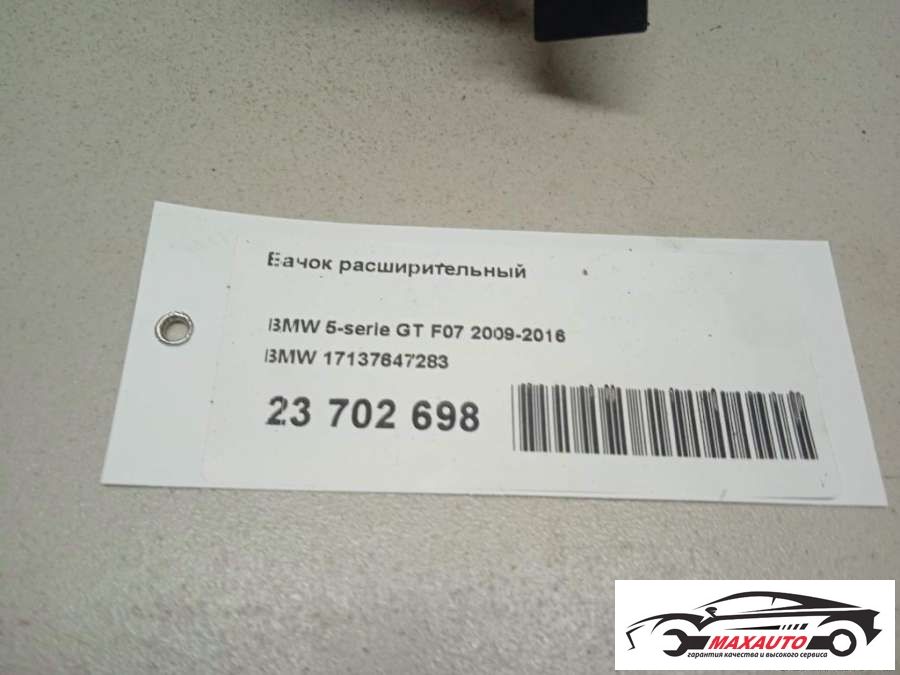 Бачок расширительный
BMW 5-serie GT F07 2009-2016
BMW 17137647283
23 702 698
MAXAUTO
гарантия качества и высокого сервиса